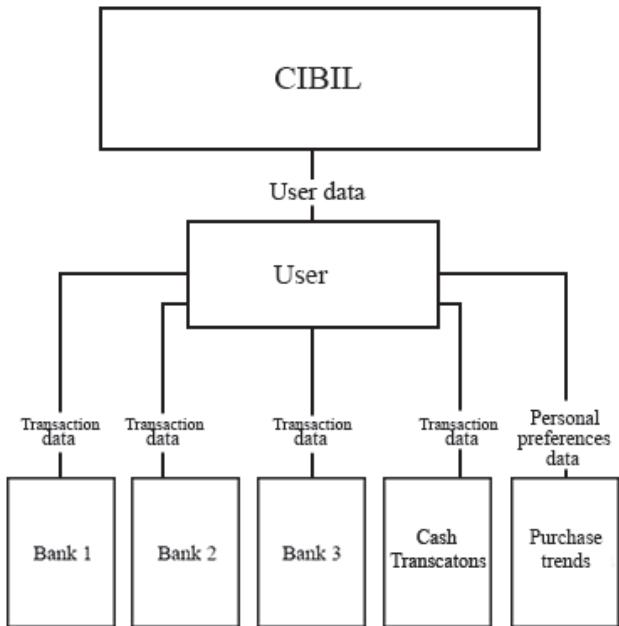 CIBIL
User data
User
Transaction
data
Transaction
data
Transaction
data
Transaction
data
Personal
preferences
data
Bank 1
Bank 2
Bank 3
Cash
Transcatons
Purchase
trends